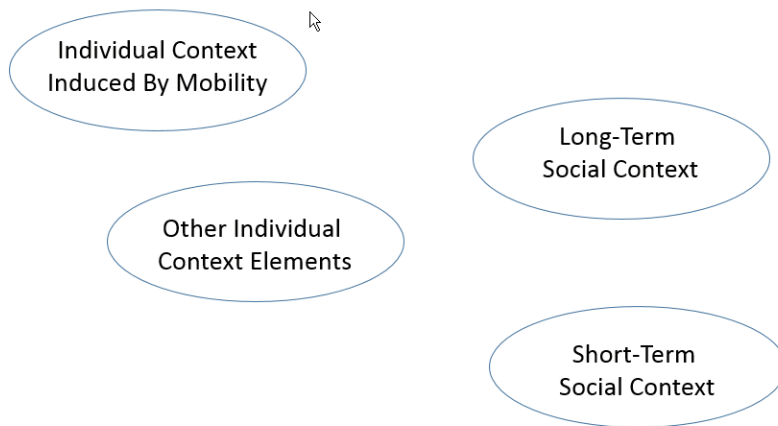 Individual Context
Induced By Mobility
Long-Term
Social Context
Other Individual
Context Elements
Short-Term
Social Context